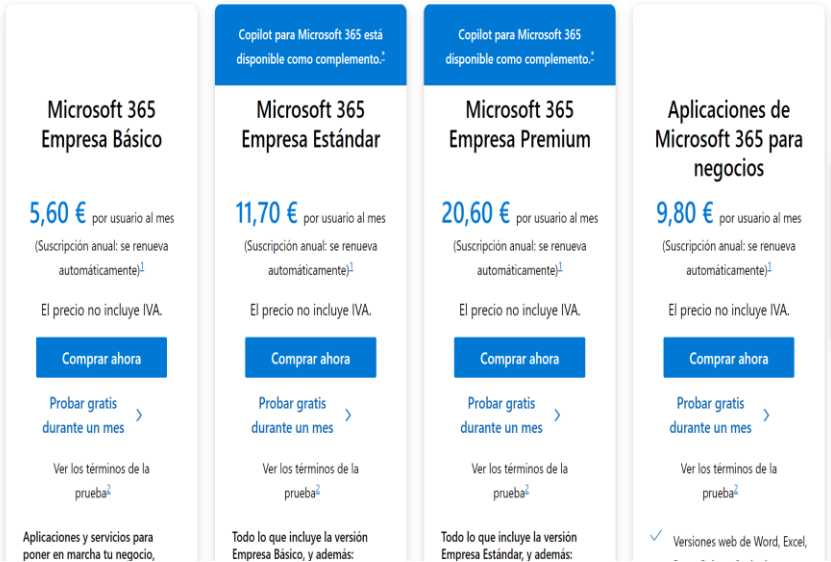 Microsoft 365
Empresa Básico
5,60 € por usuario al mes
(Suscripción anual: se renueva
automáticamente)1
El precio no incluye IVA.
Comprar ahora
Probar gratis
durante un mes
Ver los términos de la
prueba2
Aplicaciones y servicios para
poner en marcha tu negocio,
Copilot para Microsoft 365 está
disponible como complemento.*
Microsoft 365
Empresa Estándar
11,70 € por usuario al mes
(Suscripción anual: se renueva
automáticamente)1
El precio no incluye IVA.
Comprar ahora
Probar gratis
durante un mes
Ver los términos de la
prueba2
Todo lo que incluye la versión
Empresa Básico, y además:
Copilot para Microsoft 365
disponible como complemento.*
Microsoft 365
Empresa Premium
20,60 € por usuario al mes
(Suscripción anual: se renueva
automáticamente)1
El precio no incluye IVA.
Comprar ahora
Probar gratis
durante un mes
Ver los términos de la
prueba2
Todo lo que incluye la versión
Empresa Estándar, y además:
Aplicaciones de
Microsoft 365 para
negocios
9,80 € por usuario al mes
(Suscripción anual: se renueva
automáticamente)1
El precio no incluye IVA.
Comprar ahora
Probar gratis
durante un mes
Ver los términos de la
prueba2
Versiones web de Word, Excel,